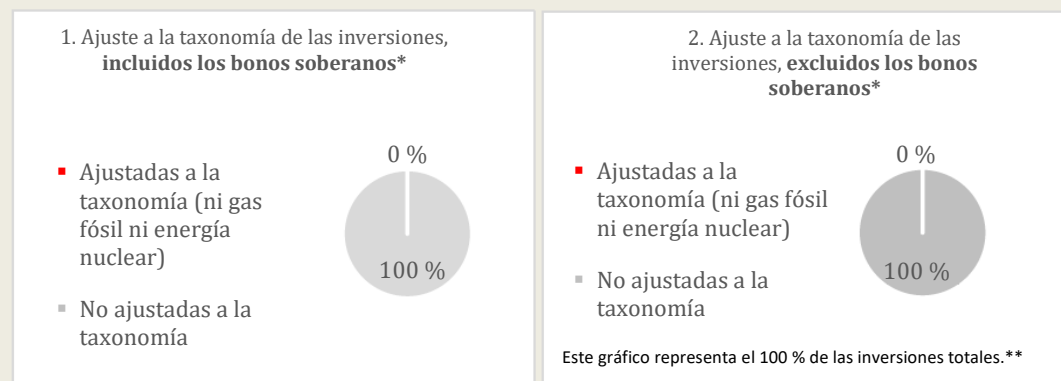 1. Ajuste a la taxonomía de las inversiones,
incluidos los bonos soberanos*
Ajustadas a la
taxonomía (ni gas
fósil ni energía
nuclear)
No ajustadas a la
taxonomía
0 %
100 %
2. Ajuste a la taxonomía de las
inversiones, excluidos los bonos
soberanos*
Ajustadas a la
taxonomía (ni gas fósil
ni energía nuclear)
No ajustadas a la
taxonomía
0 %
100 %
Este gráfico representa el 100 % de las inversiones totales.**